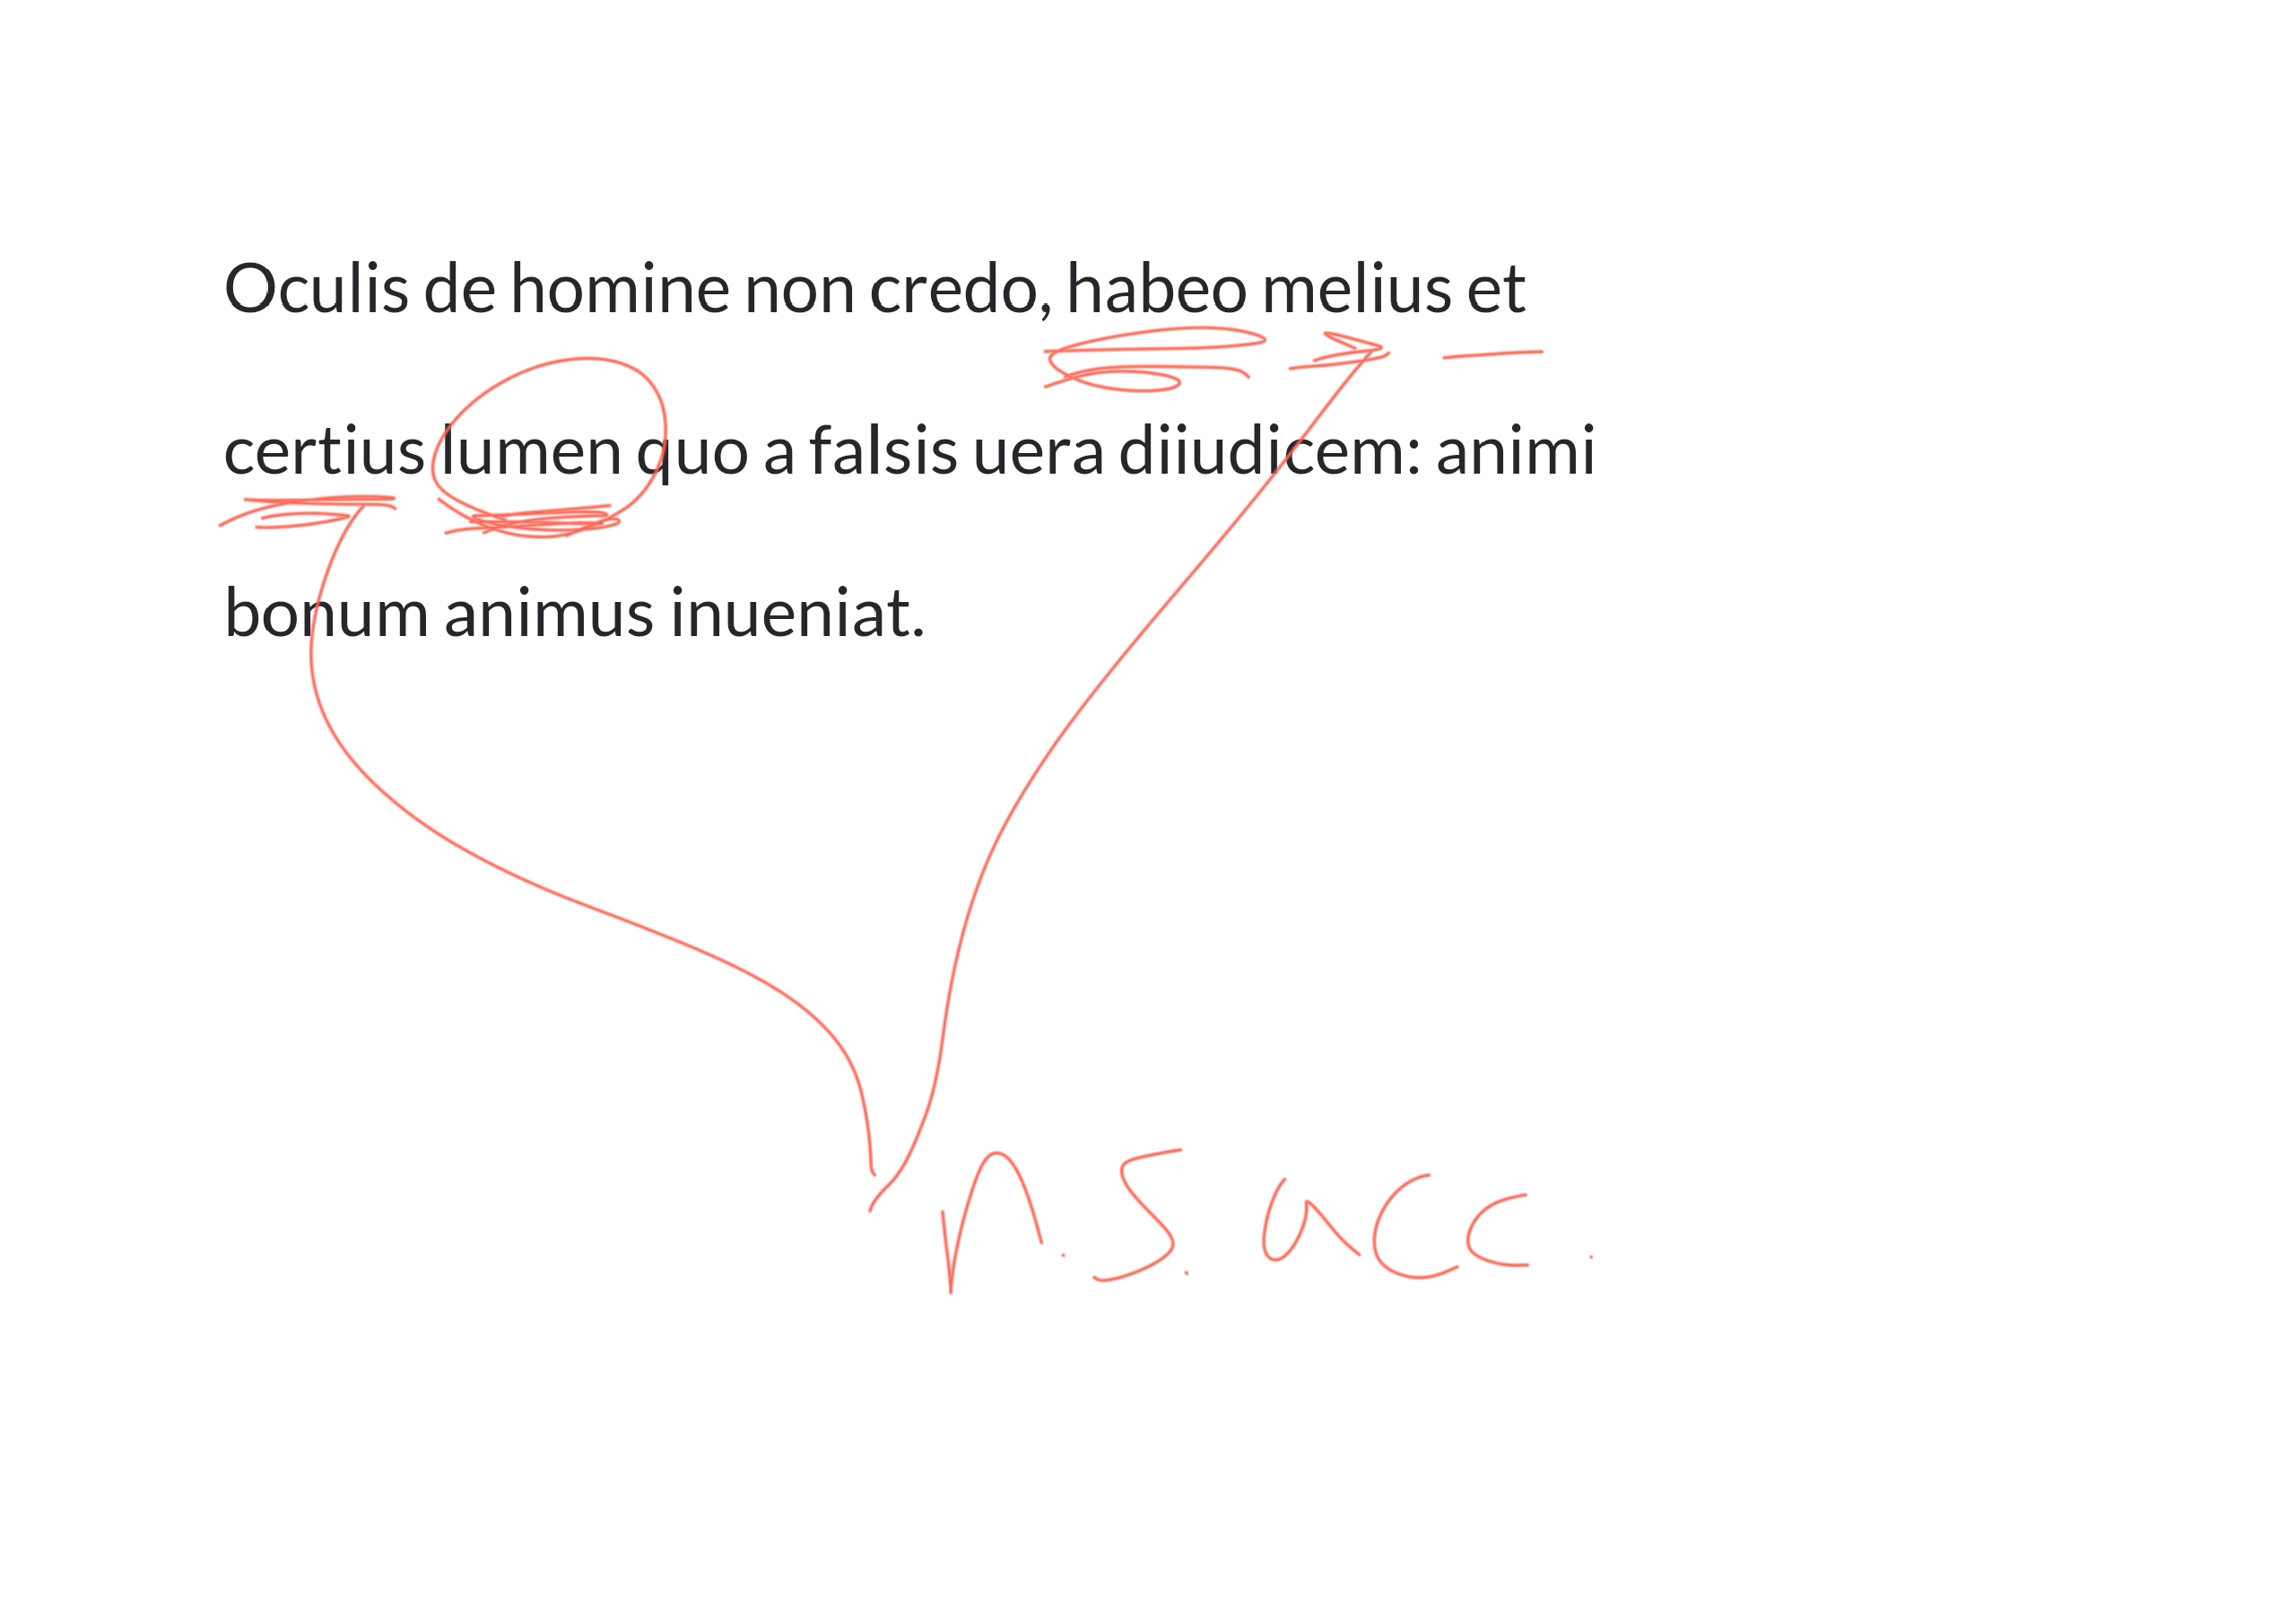 Oculis de homine non credo, habeo melius et
certius lumen quo a falsis uera diiudicem: animi
bonum animus inueniat.
n.s. acc.